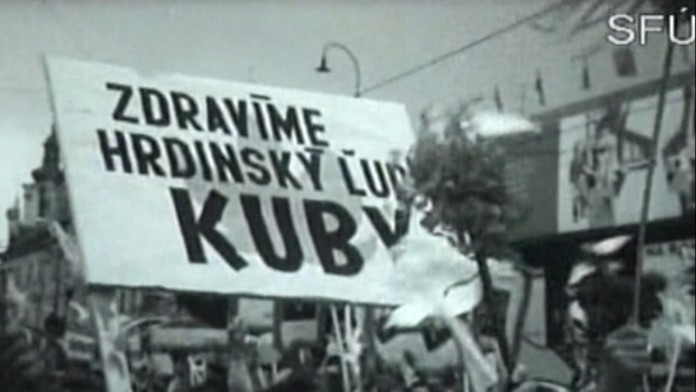 SFÚ
ZDRAVÍME
HRDINSKÝ ĽUD
KUBY